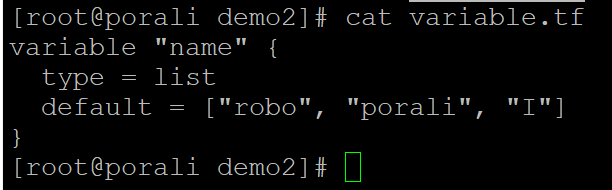 [root@porali demo2]# cat variable.tf
variable "name" {
  type = list
  default = ["robo", "porali", "I"]
}
[root@porali demo2]#